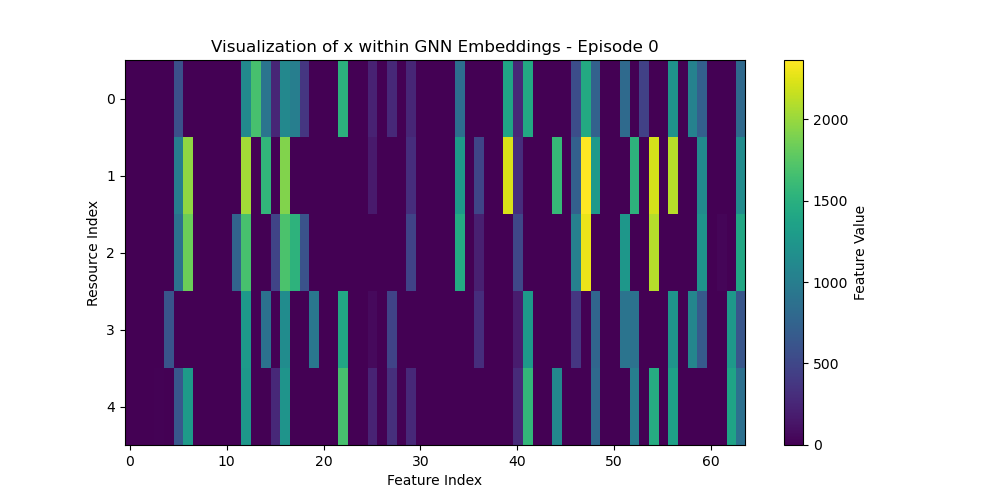 Visualization of x within GNN Embeddings - Episode 0
Resource Index
0
1
2
3
4
0 10 20 30 40 50 60
Feature Index
2000
1500
1000
500
0
Feature Value